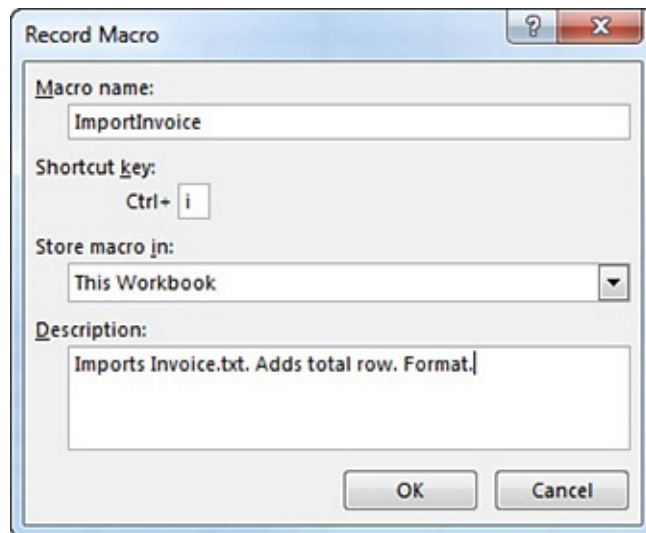 Record Macro
?
Macro name:
ImportInvoice
Shortcut key:
Ctrl+ i
Store macro in:
This Workbook
Description:
Imports Invoice.txt. Adds total row. Format.
OK Cancel